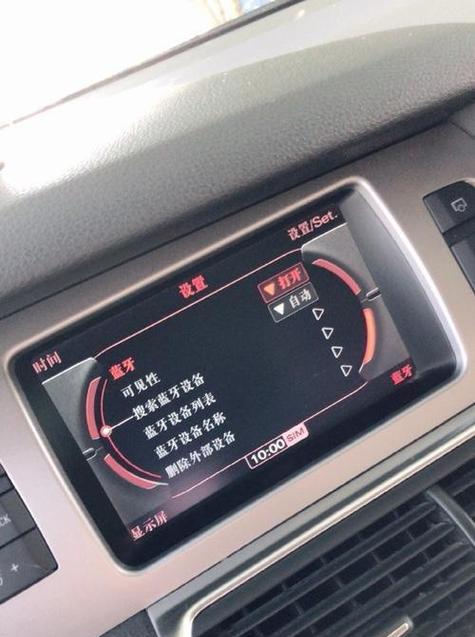 设置/Set.
设置
时间
蓝牙
▼ 打开
可见性
▼ 自动
搜索蓝牙设备
蓝牙设备列表
蓝牙设备名称
删除外部设备
蓝牙
10:00 SIM
显示屏
CK
+